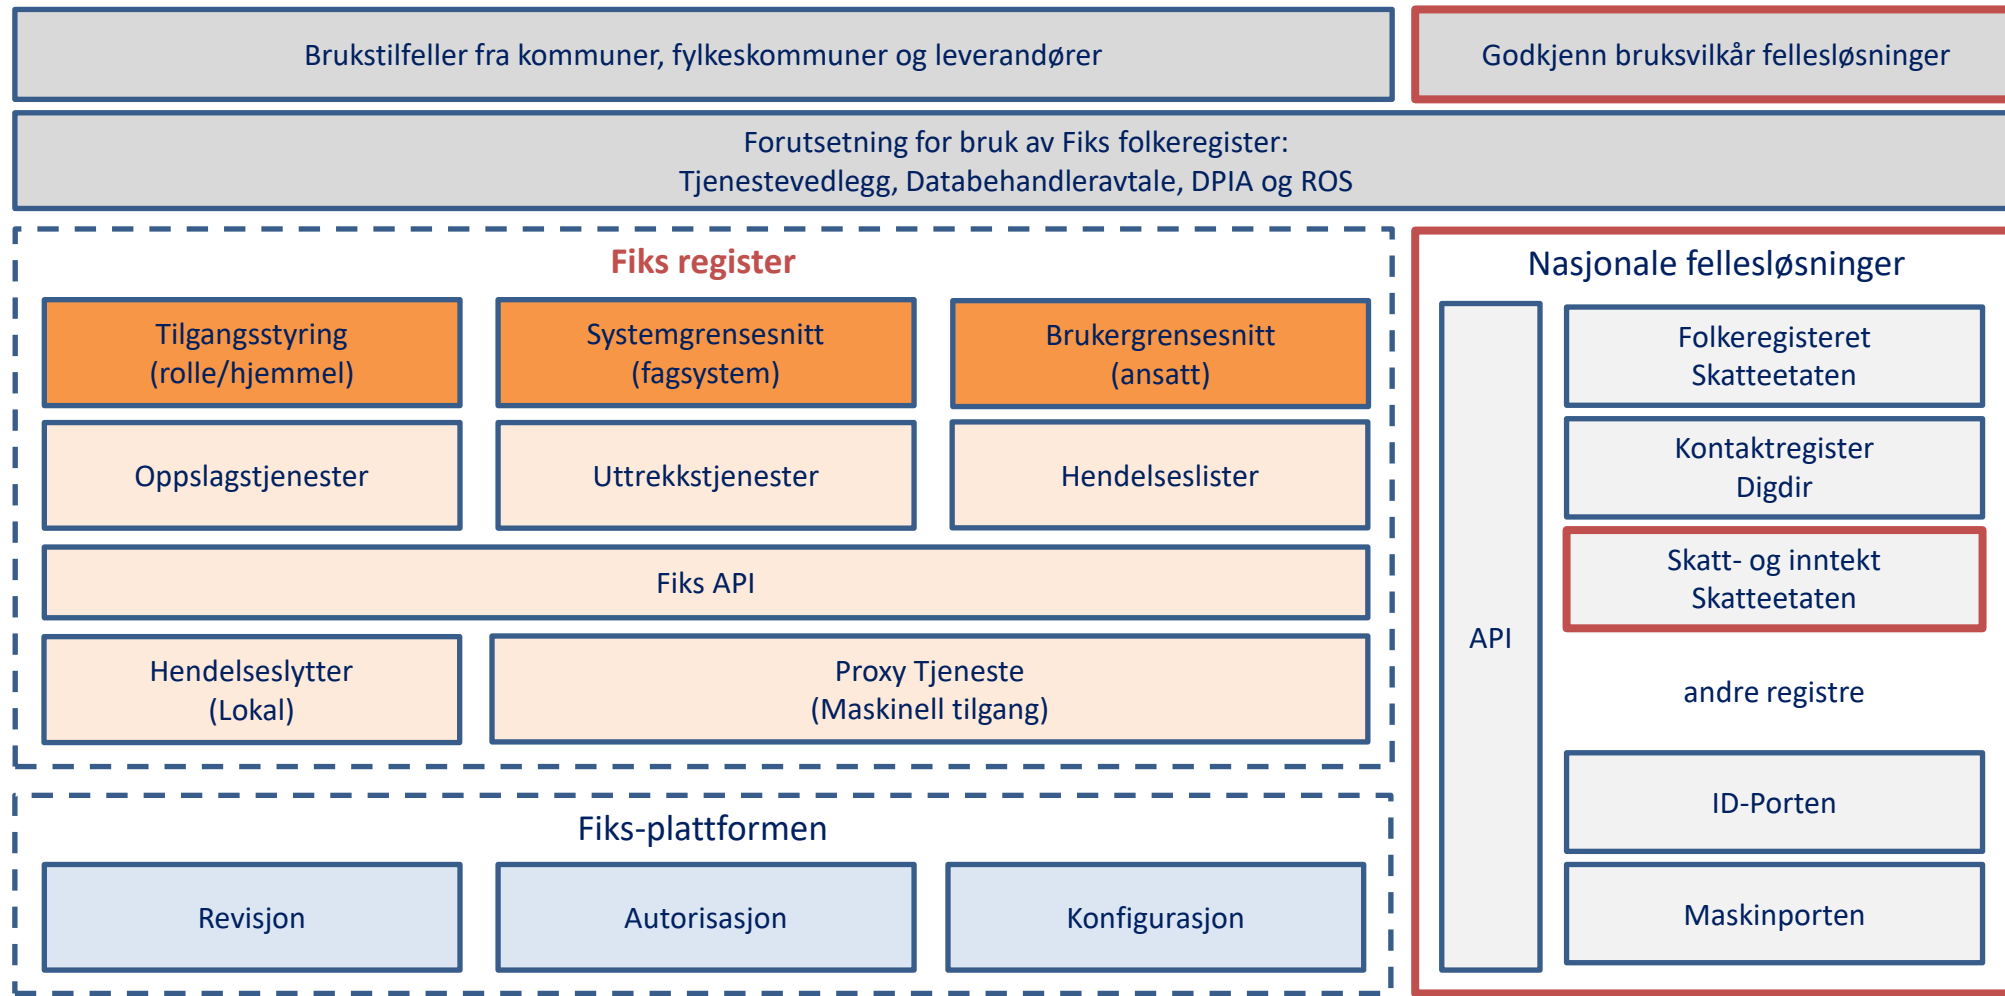 Brukstilfeller fra kommuner, fylkeskommuner og leverandører
Godkjenn bruksvilkår fellesløsninger
Forutsetning for bruk av Fiks folkeregister:
Tjenestevedlegg, Databehandleravtale, DPIA og ROS
Fiks register
Tilgangsstyring
(rolle/hjemmel)
Systemgrensesnitt
(fagsystem)
Brukergrensesnitt
(ansatt)
Oppslagstjenester
Uttrekkstjenester
Hendelseslister
Fiks API
Hendelseslytter
(Lokal)
Proxy Tjeneste
(Maskinell tilgang)
Fiks-plattformen
Revisjon
Autorisasjon
Konfigurasjon
Nasjonale fellesløsninger
API
Folkeregisteret
Skatteetaten
Kontaktregister
Digdir
Skatt- og inntekt
Skatteetaten
andre registre
ID-Porten
Maskinporten